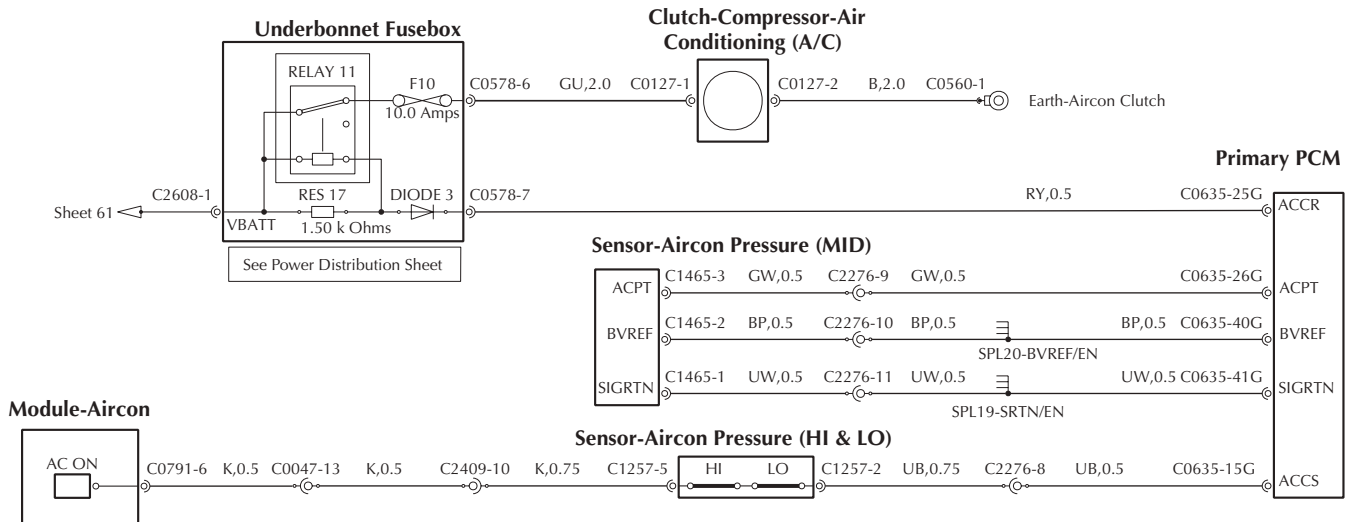 Clutch-Compressor-Air
Conditioning (A/C)
Underbonnet Fusebox
RELAY 11
F10
10.0 Amps
C0578-6 GU,2.0 C0127-1
C0127-2 B,2.0 C0560-1
Earth-Aircon Clutch
Primary PCM
Sheet 61
C2608-1
VBATT
RES 17
1.50 k Ohms
DIODE 3
C0578-7
RY,0.5 C0635-25G
ACCR
See Power Distribution Sheet
Sensor-Aircon Pressure (MID)
ACPT C1465-3 GW,0.5 C2276-9 GW,0.5 C0635-26G ACPT
BVREF C1465-2 BP,0.5 C2276-10 BP,0.5 BP,0.5 C0635-40G BVREF
SPL20-BVREF/EN
SIGRTN C1465-1 UW,0.5 C2276-11 UW,0.5 UW,0.5 C0635-41G SIGRTN
SPL19-SRTN/EN
Module-Aircon
Sensor-Aircon Pressure (HI & LO)
AC ON C0791-6 K,0.5 C0047-13 K,0.5 C2409-10 K,0.75 C1257-5 HI LO C1257-2 UB,0.75 C2276-8 UB,0.5 C0635-15G ACCS